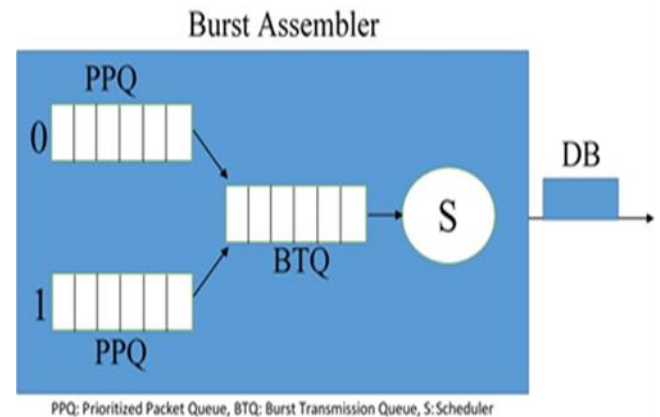 Burst Assembler
PPQ
0
DB
S
BTQ
1
PPQ
PPQ: Prioritized Packet Queue, BTQ: Burst Transmission Queue, S: Scheduler